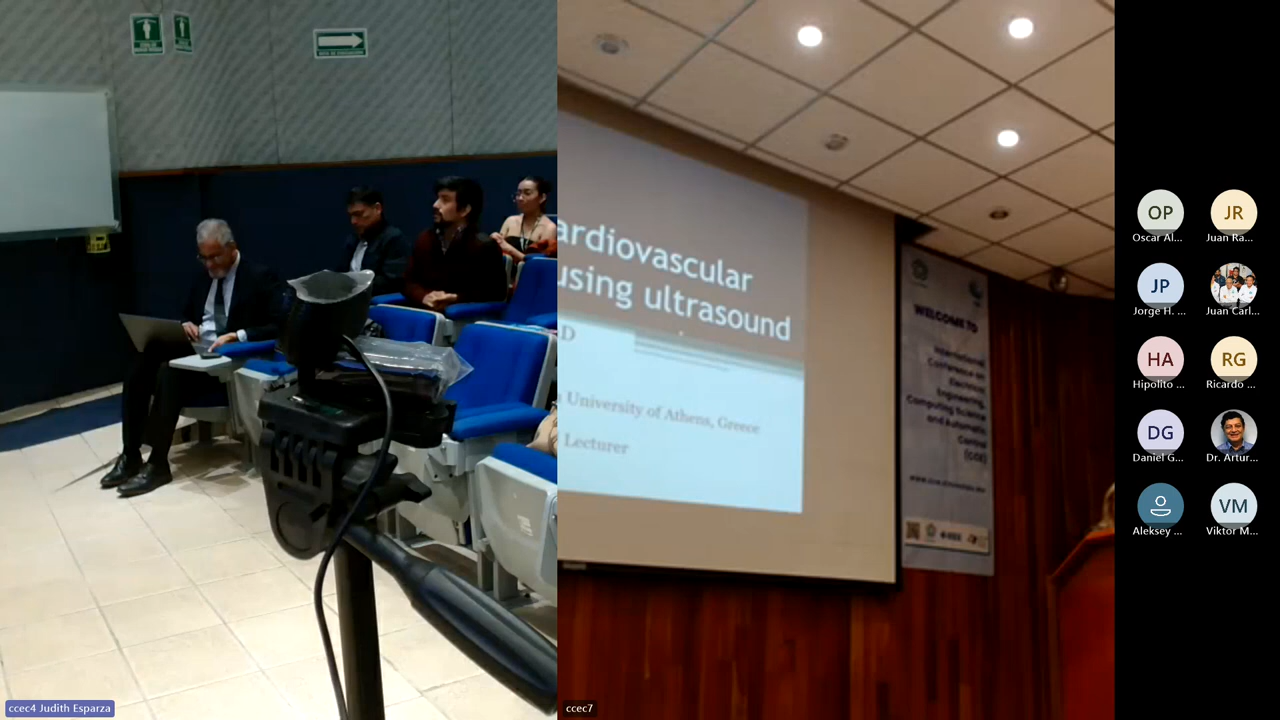 ardiovascular
using ultrasound
D
University of Athens, Greece
Lecturer
WELCOME TO
International
Conference on
Electrical
Engineering,
Computing Science
and Automatic
Control
(CCE)
OP
Oscar Al...
JR
Juan Ra...
JP
Jorge H. ...
Juan Carl...
HA
Hipolito ...
RG
Ricardo ...
DG
Daniel G...
Dr. Artur...
Aleksey ...
VM
Viktor M...
ccec4 Judith Esparza
ccec7